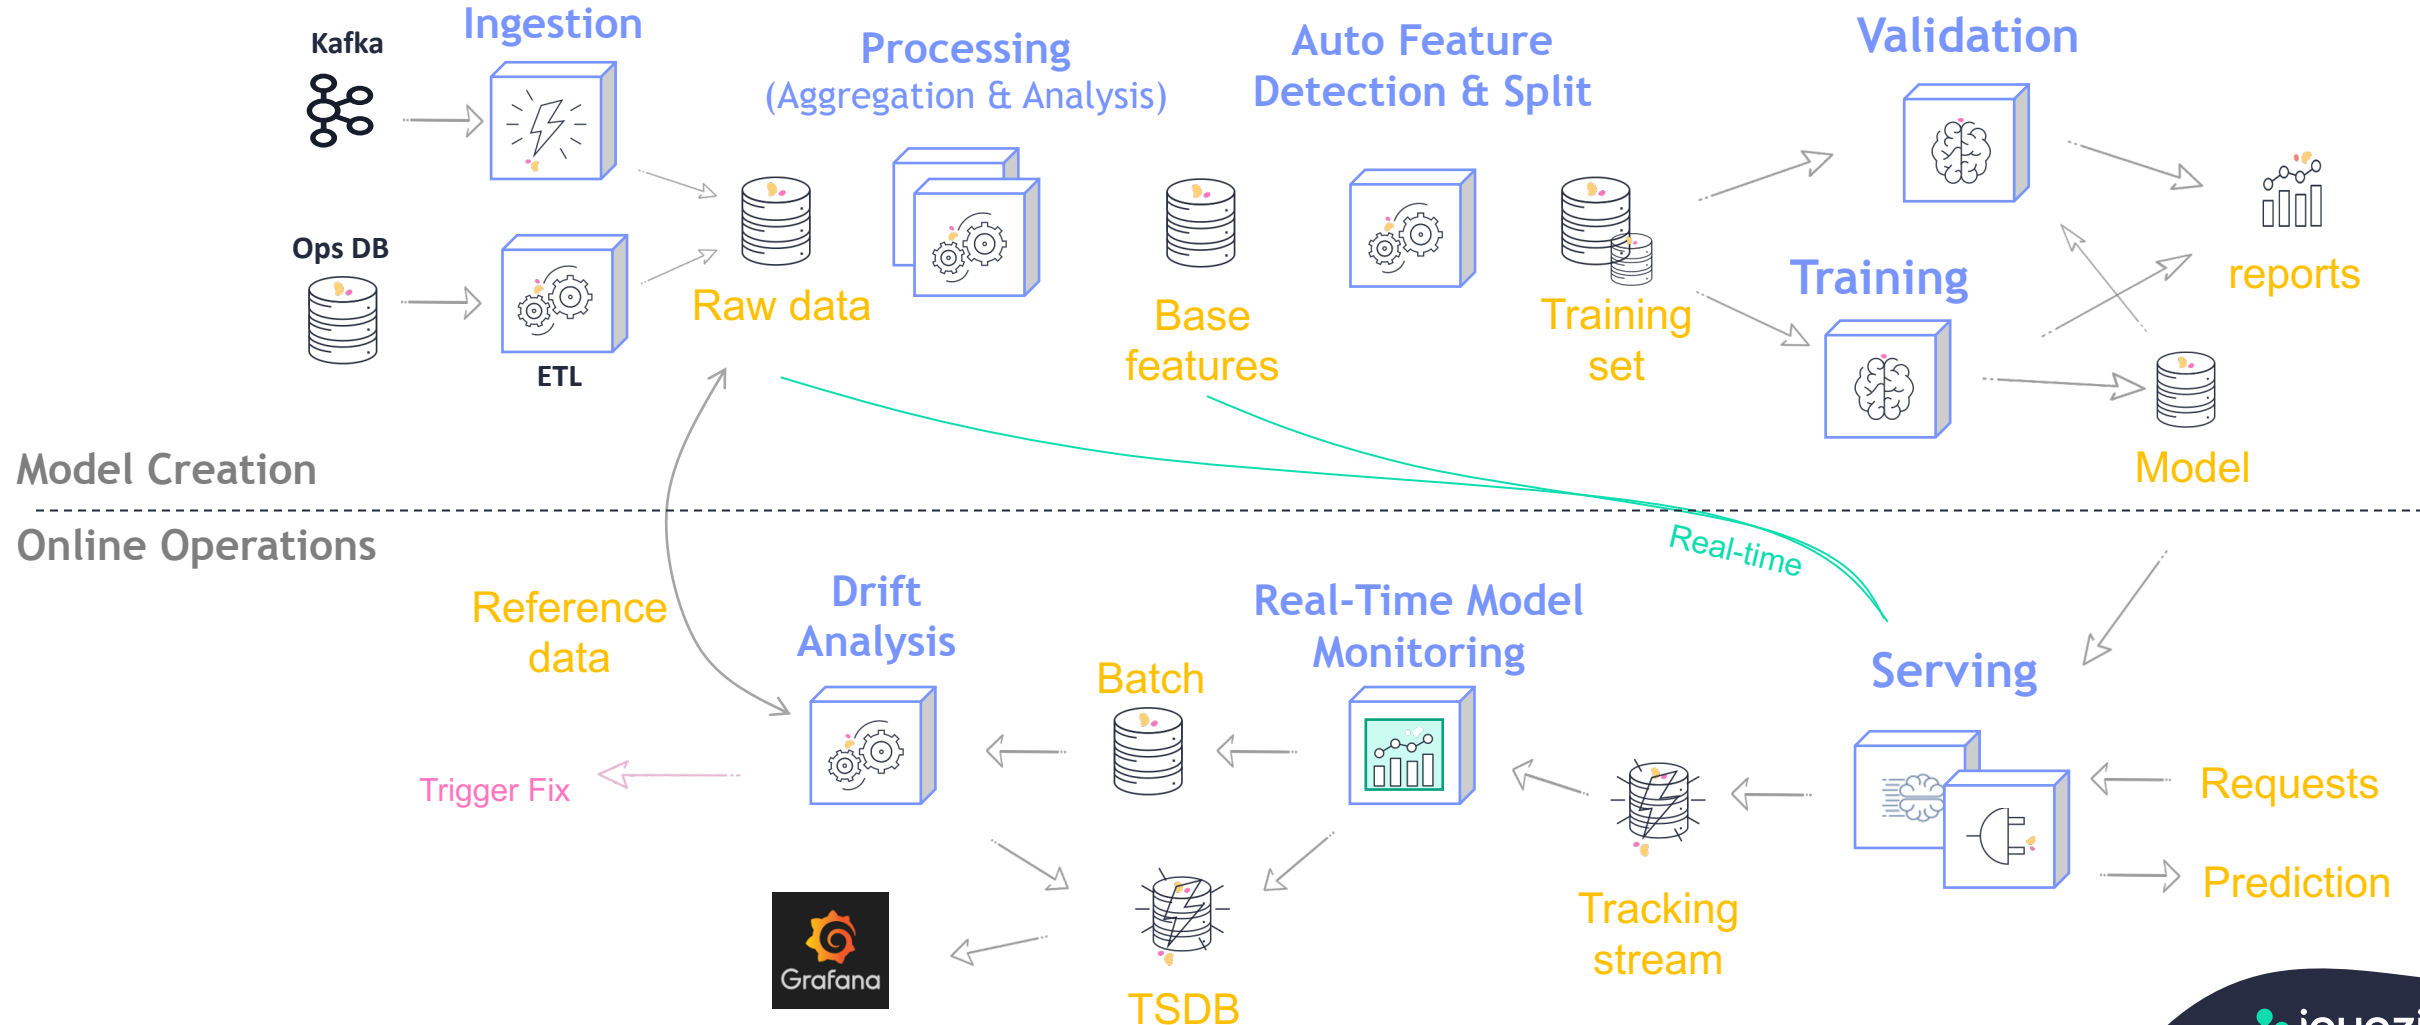 Kafka
Ingestion
Processing
(Aggregation & Analysis)
Auto Feature
Detection & Split
Validation
Ops DB
ETL
Raw data
Base
features
Training
set
Training
reports
Model
Model Creation
Online Operations
Real-time
Reference
data
Drift
Analysis
Batch
Real-Time Model
Monitoring
Serving
Trigger Fix
Requests
Prediction
Tracking
stream
Grafana
TSDB